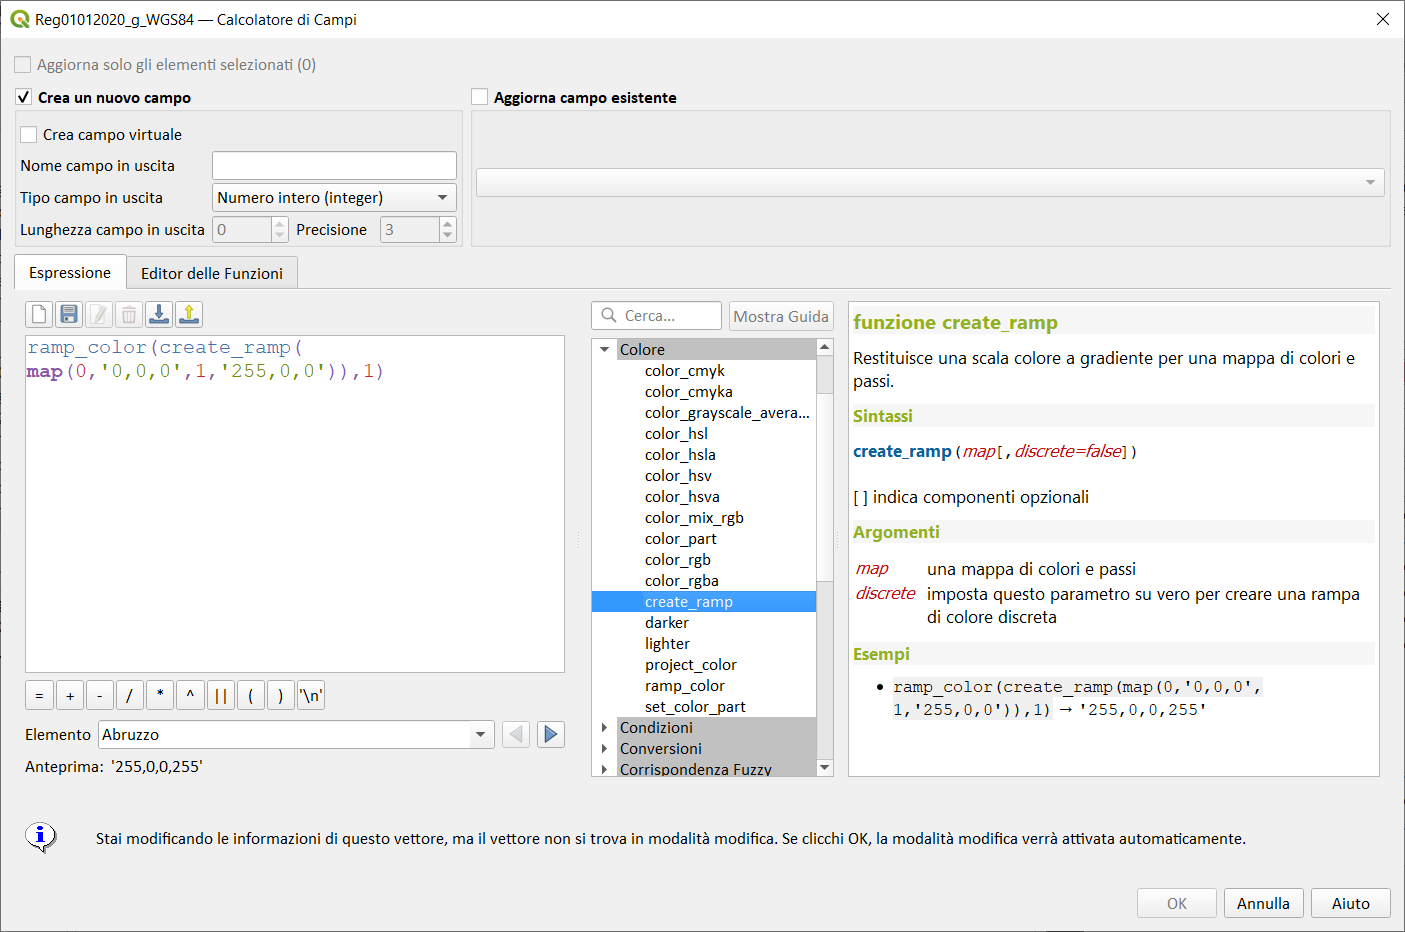 Reg01012020_g_WGS84 — Calcolatore di Campi
Aggiorna solo gli elementi selezionati (0)
Crea un nuovo campo
Aggiorna campo esistente
Crea campo virtuale
Nome campo in uscita
Tipo campo in uscita
Numero intero (integer)
Lunghezza campo in uscita
0
Precisione
3
Espressione
Editor delle Funzioni
ramp_color(create_ramp(
map(0,'0,0,0',1,'255,0,0')),1)
= + - / * ^ || ( ) '\n'
Elemento
Abruzzo
Anteprima: '255,0,0,255'
Cerca...
Mostra Guida
Colore
color_cmyk
color_cmyka
color_grayscale_avera...
color_hsl
color_hsla
color_hsv
color_hsva
color_mix_rgb
color_part
color_rgb
color_rgba
create_ramp
darker
lighter
project_color
ramp_color
set_color_part
Condizioni
Conversioni
Corrispondenza Fuzzy
funzione create_ramp
Restituisce una scala colore a gradiente per una mappa di colori e
passi.
Sintassi
create_ramp(map[,discrete=false])
[ ] indica componenti opzionali
Argomenti
map una mappa di colori e passi
discrete imposta questo parametro su vero per creare una rampa
di colore discreta
Esempi
• ramp_color(create_ramp(map(0,'0,0,0',
1,'255,0,0')),1) → '255,0,0,255'
Stai modificando le informazioni di questo vettore, ma il vettore non si trova in modalità modifica. Se clicchi OK, la modalità modifica verrà attivata automaticamente.
OK
Annulla
Aiuto